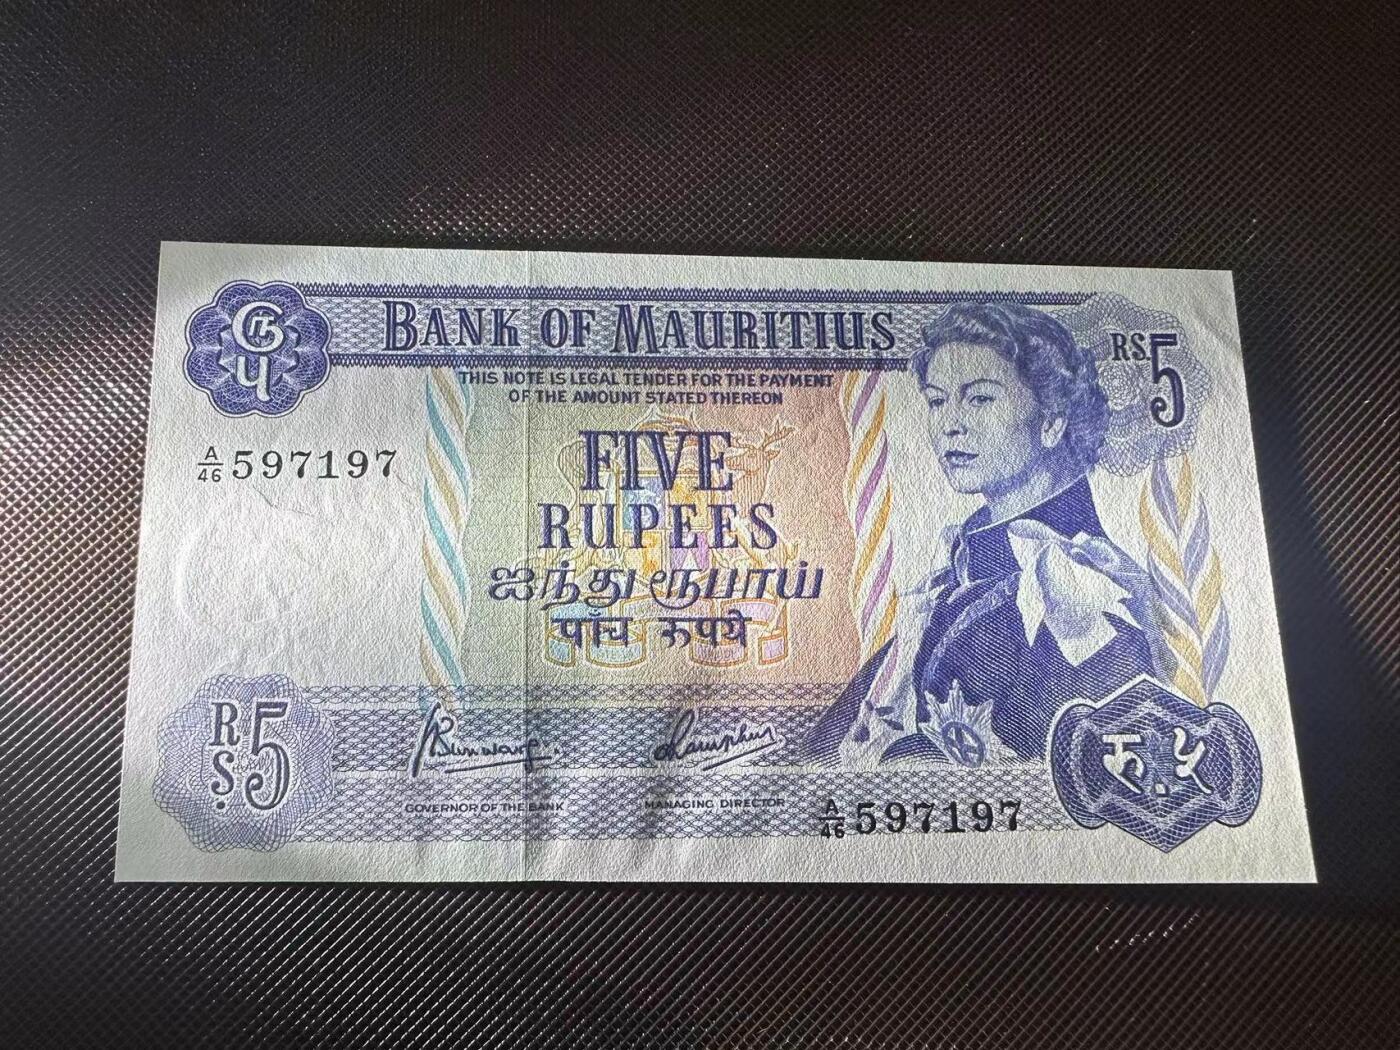 BANK OF MAURITIUS
RS 5
THIS NOTE IS LEGAL TENDER FOR THE PAYMENT
OF THE AMOUNT STATED THEREON
A/46 597197
FIVE
RUPEES
ஐந்து ரூபாய்
पाँच रुपये
Rs 5
GOVERNOR OF THE BANK
MANAGING DIRECTOR
A/46 597197
रु. ५